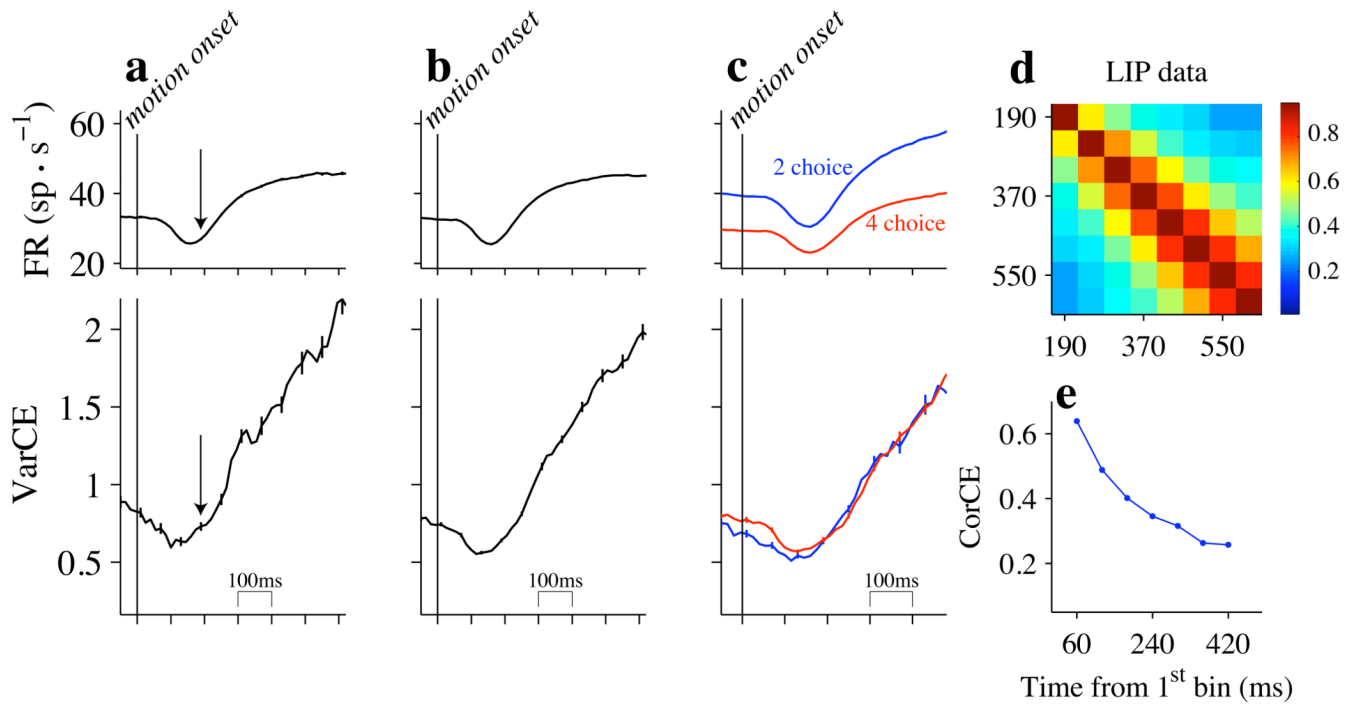 a
motion onset
b
motion onset
c
motion onset
d
LIP data
FR (sp · s⁻¹)
60
40
20
2 choice
4 choice
190
370
550
190
370
550
0.8
0.6
0.4
0.2
VarCE
2
1.5
1
0.5
100ms
100ms
100ms
e
CorCE
0.6
0.4
0.2
60
240
420
Time from 1st bin (ms)